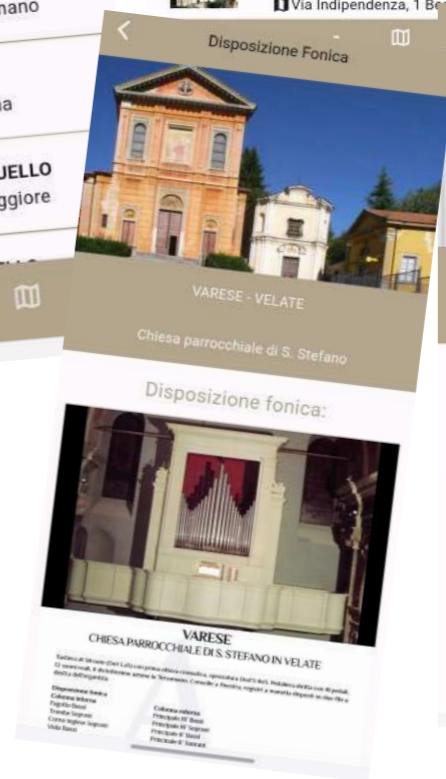 mano
Via Indipendenza, 1 Be
Disposizione Fonica
UELLO
ggiore
VARESE - VELATE
Chiesa parrocchiale di S. Stefano
Disposizione fonica:
VARESE
CHIESA PARROCCHIALE DI S. STEFANO IN VELATE
Disposizione fonica
Colonna interna
Fagotto Bassi
Tromba Soprani
Corno inglese Soprani
Viola Bassi
Colonna esterna
Principale 16' Bassi
Principale 16' Soprani
Principale 8' Bassi
Principale 8' Soprani